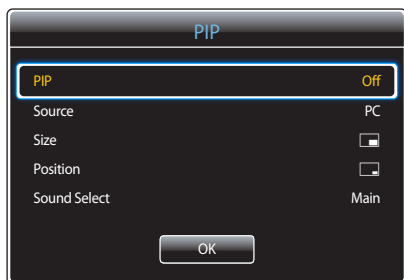 PIP
PIP Off
Source PC
Size
Position
Sound Select Main
OK